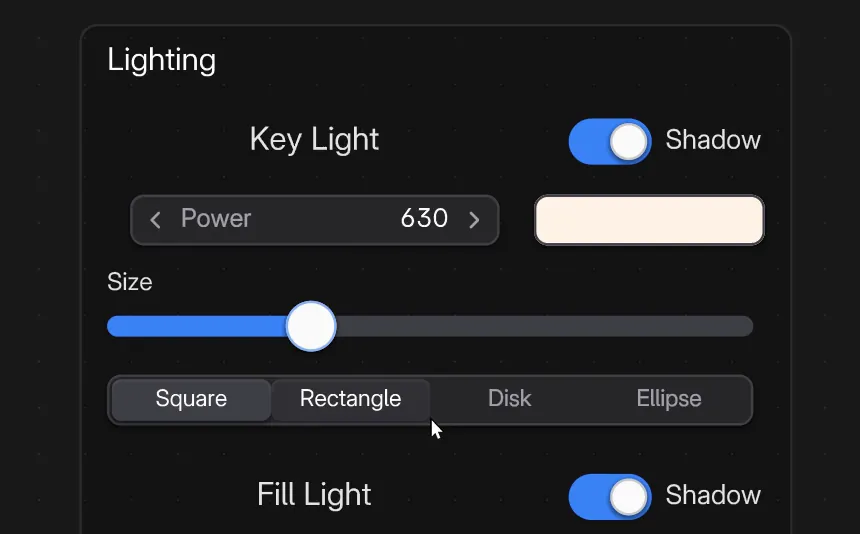 Lighting
Key Light
Shadow
Power 630
Size
Square Rectangle Disk Ellipse
Fill Light
Shadow